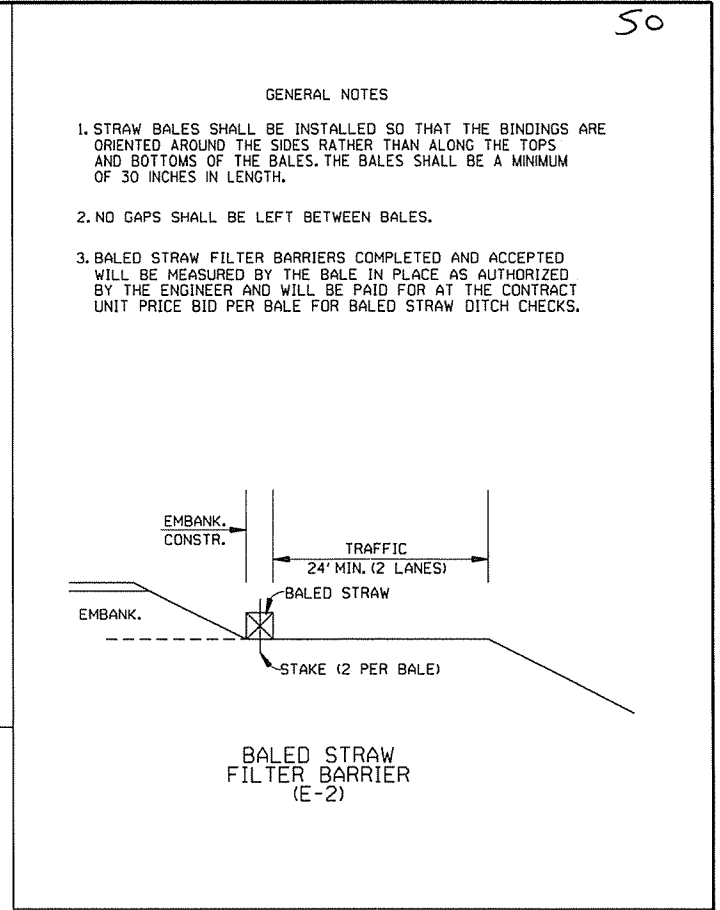 50
GENERAL NOTES
1. STRAW BALES SHALL BE INSTALLED SO THAT THE BINDINGS ARE
ORIENTED AROUND THE SIDES RATHER THAN ALONG THE TOPS
AND BOTTOMS OF THE BALES. THE BALES SHALL BE A MINIMUM
OF 30 INCHES IN LENGTH.
2. NO GAPS SHALL BE LEFT BETWEEN BALES.
3. BALED STRAW FILTER BARRIERS COMPLETED AND ACCEPTED
WILL BE MEASURED BY THE BALE IN PLACE AS AUTHORIZED
BY THE ENGINEER AND WILL BE PAID FOR AT THE CONTRACT
UNIT PRICE BID PER BALE FOR BALED STRAW DITCH CHECKS.
EMBANK.
CONSTR.
TRAFFIC
24' MIN. (2 LANES)
BALED STRAW
EMBANK.
STAKE (2 PER BALE)
BALED STRAW
FILTER BARRIER
(E-2)